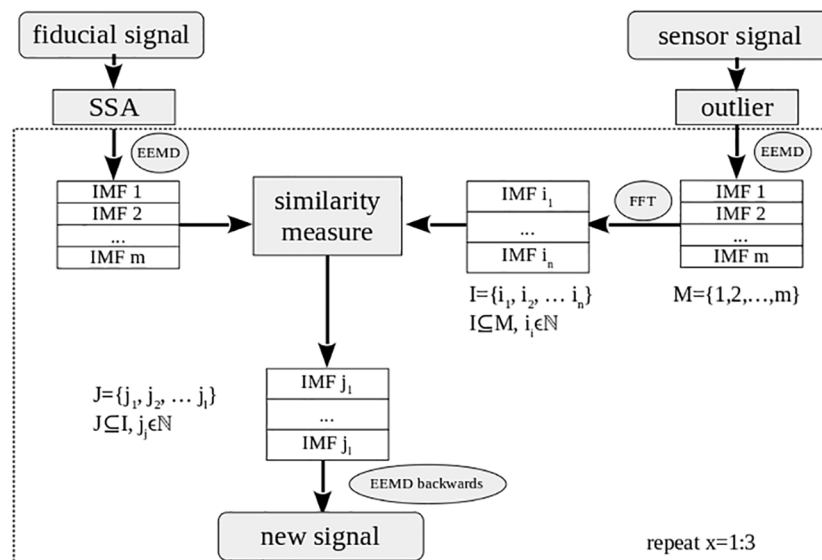 fiducial signal
sensor signal
SSA
outlier
EEMD
EEMD
IMF 1
IMF 2
...
IMF m
similarity
measure
IMF i₁
...
IMF iₙ
FFT
IMF 1
IMF 2
...
IMF m
I={i₁, i₂, … iₙ}
I⊆M, iᵢϵℕ
M={1,2,…,m}
J={j₁, j₂, … jₗ}
J⊆I, jⱼϵℕ
IMF j₁
...
IMF jₗ
EEMD backwards
new signal
repeat x=1:3